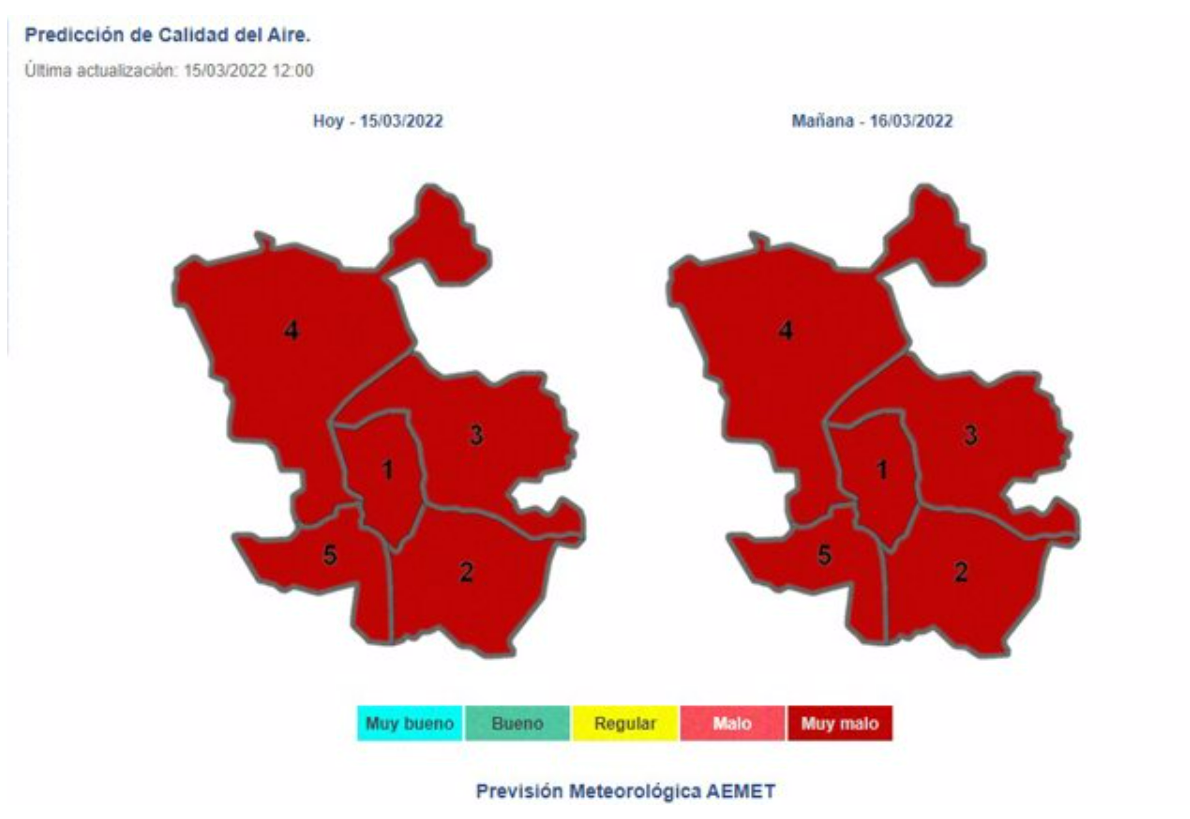 Predicción de Calidad del Aire.
Última actualización: 15/03/2022 12:00
Hoy - 15/03/2022
Mañana - 16/03/2022
4
3
1
5
2
4
3
1
5
2
Muy bueno
Bueno
Regular
Malo
Muy malo
Previsión Meteorológica AEMET